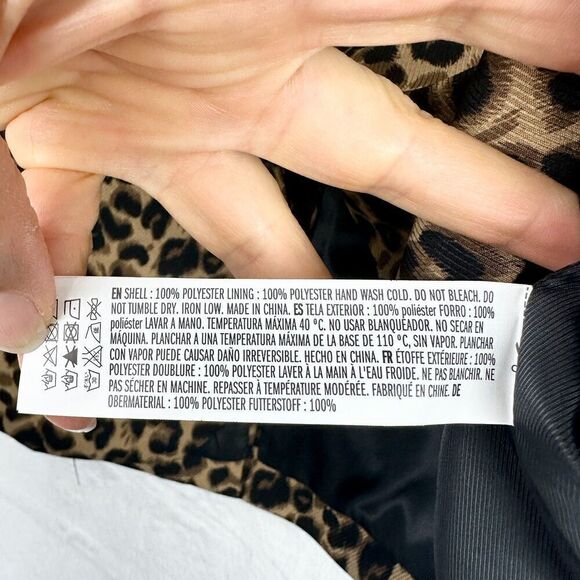 EN SHELL : 100% POLYESTER LINING : 100% POLYESTER HAND WASH COLD. DO NOT BLEACH. DO
NOT TUMBLE DRY. IRON LOW. MADE IN CHINA. ES TELA EXTERIOR : 100% poliéster FORRO : 100%
poliéster LAVAR A MANO. TEMPERATURA MÁXIMA 40 ºC. NO USAR BLANQUEADOR. NO SECAR EN
MÁQUINA. PLANCHAR A UNA TEMPERATURA MÁXIMA DE LA BASE DE 110 ºC, SIN VAPOR. PLANCHAR
CON VAPOR PUEDE CAUSAR DAÑO IRREVERSIBLE. HECHO EN CHINA. FR ÉTOFFE EXTÉRIEURE : 100%
POLYESTER DOUBLURE : 100% POLYESTER LAVER À LA MAIN À L'EAU FROIDE. NE PAS BLANCHIR. NE
PAS SÉCHER EN MACHINE. REPASSER À TEMPÉRATURE MODÉRÉE. FABRIQUÉ EN CHINE. DE
OBERMATERIAL : 100% POLYESTER FUTTERSTOFF : 100%